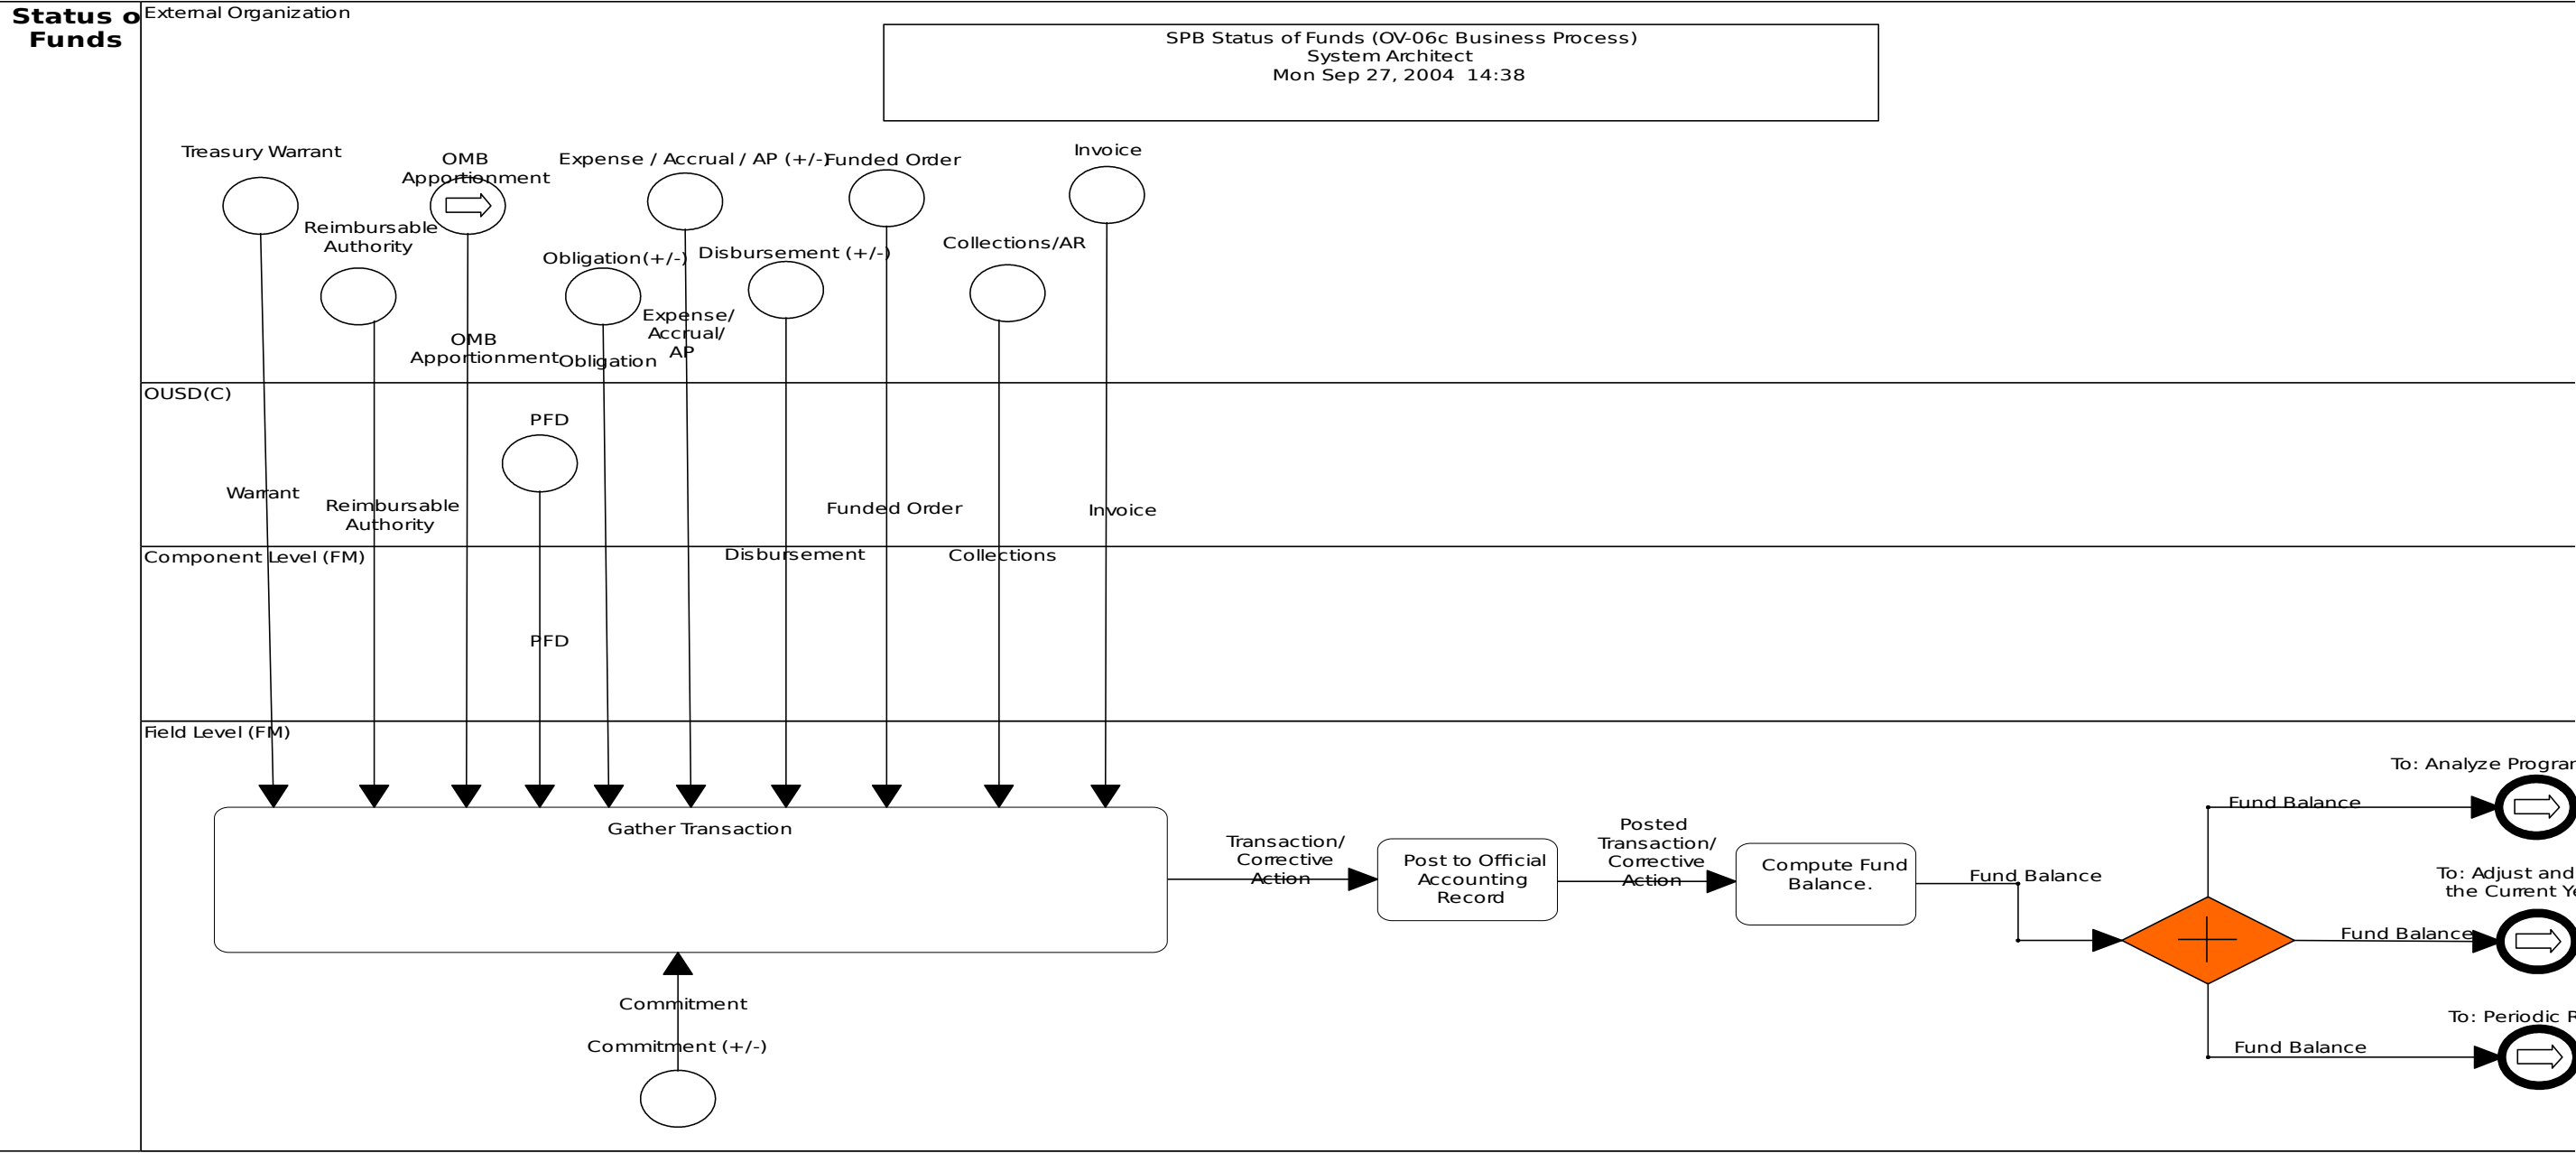 Status o
Funds
External Organization
SPB Status of Funds (OV-06c Business Process)
System Architect
Mon Sep 27, 2004  14:38
Treasury Warrant
OMB
Apportionment
Expense / Accrual / AP (+/-)
Funded Order
Invoice
Reimbursable
Authority
Obligation(+/-)
Disbursement (+/-)
Collections/AR
OMB
Apportionment
Obligation
Expense/
Accrual/
AP
OUSD(C)
PFD
Warrant
Reimbursable
Authority
Funded Order
Invoice
Component Level (FM)
Disbursement
Collections
PFD
Field Level (FM)
Gather Transaction
Transaction/
Corrective
Action
Post to Official
Accounting
Record
Posted
Transaction/
Corrective
Action
Compute Fund
Balance.
Fund Balance
To: Analyze Progra
Fund Balance
To: Adjust and
the Current Ye
Fund Balance
To: Periodic R
Fund Balance
Commitment
Commitment (+/-)